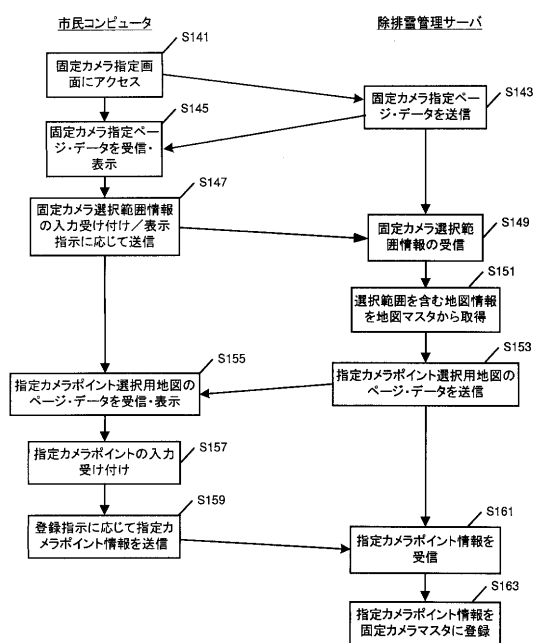 市民コンピュータ
除排雪管理サーバ
S141
固定カメラ指定画
面にアクセス
S143
固定カメラ指定ペー
ジ・データを送信
S145
固定カメラ指定ペー
ジ・データを受信・
表示
S147
固定カメラ選択範囲情報
の入力受け付け／表示
指示に応じて送信
S149
固定カメラ選択範
囲情報の受信
S151
選択範囲を含む地図情報
を地図マスタから取得
S153
指定カメラポイント選択用地図の
ページ・データを送信
S155
指定カメラポイント選択用地図の
ページ・データを受信・表示
S157
指定カメラポイントの入力
受け付け
S159
登録指示に応じて指定カ
メラポイント情報を送信
S161
指定カメラポイント情報を
受信
S163
指定カメラポイント情報を
固定カメラマスタに登録